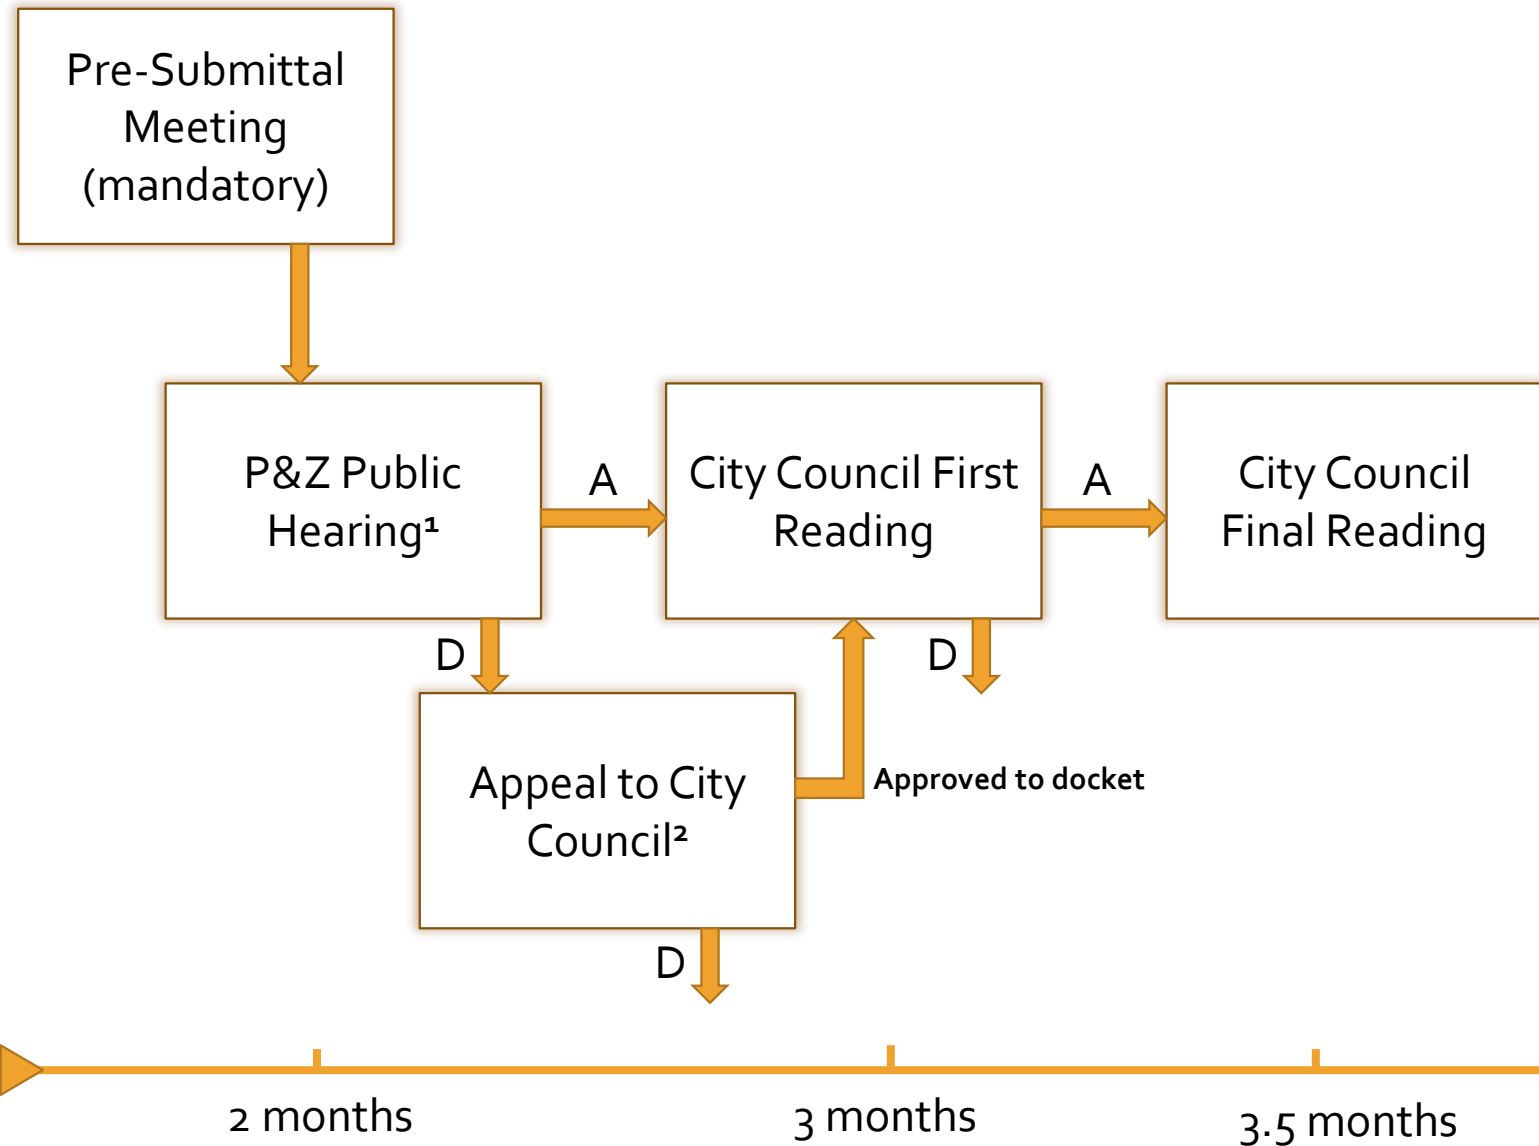 Pre-Submittal
Meeting
(mandatory)
P&Z Public
Hearing¹
A
City Council First
Reading
A
City Council
Final Reading
D
D
Appeal to City
Council²
Approved to docket
D
2 months
3 months
3.5 months